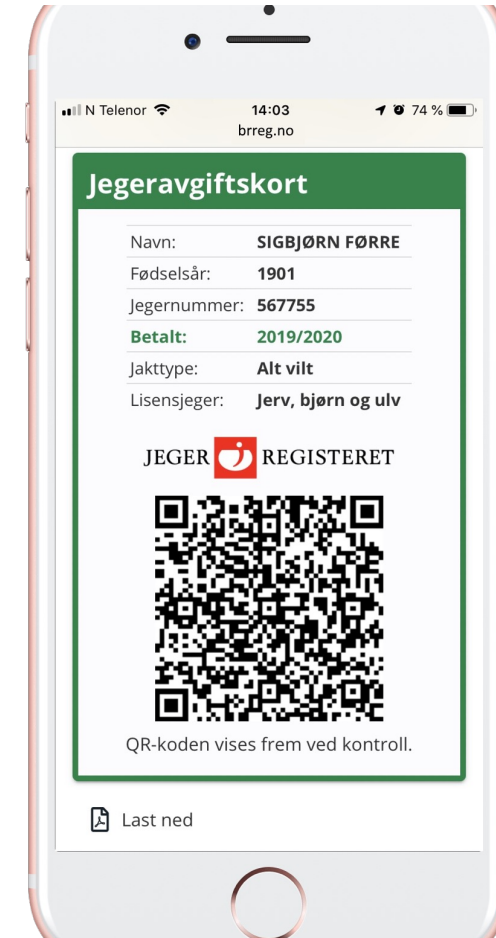 N Telenor 14:03 74 %
brreg.no
Jegeravgiftskort
Navn: SIGBJØRN FØRRE
Fødselsår: 1901
Jegernummer: 567755
Betalt: 2019/2020
Jakttype: Alt vilt
Lisensjeger: Jerv, bjørn og ulv
JEGER REGISTERET
QR-koden vises frem ved kontroll.
Last ned